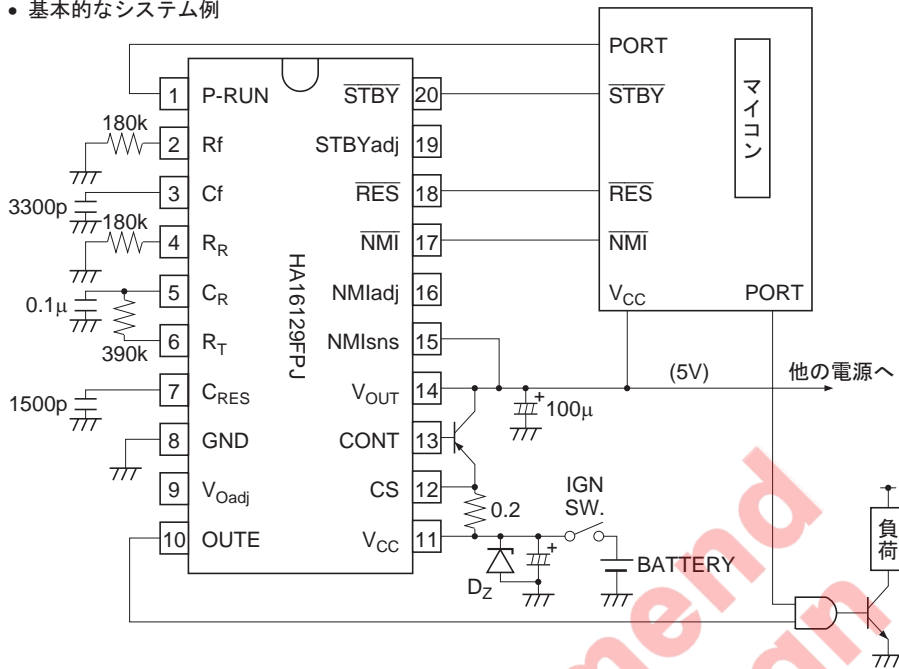 • 基本的なシステム例
PORT
マイコン
1 P-RUN STBY 20 STBY
180k
2 Rf STBYadj 19
3 Cf RES 18 RES
3300p
180k
4 RR NMI 17 NMI
HA16129FPJ
5 CR NMIadj 16
0.1μ
VCC PORT
6 RT NMIsns 15
390k
7 CRES VOUT 14
(5V) 他の電源へ
1500p
100μ
8 GND CONT 13
9 VOadj CS 12
0.2
IGN
SW.
10 OUTE VCC 11
負荷
DZ
BATTERY
mend
an